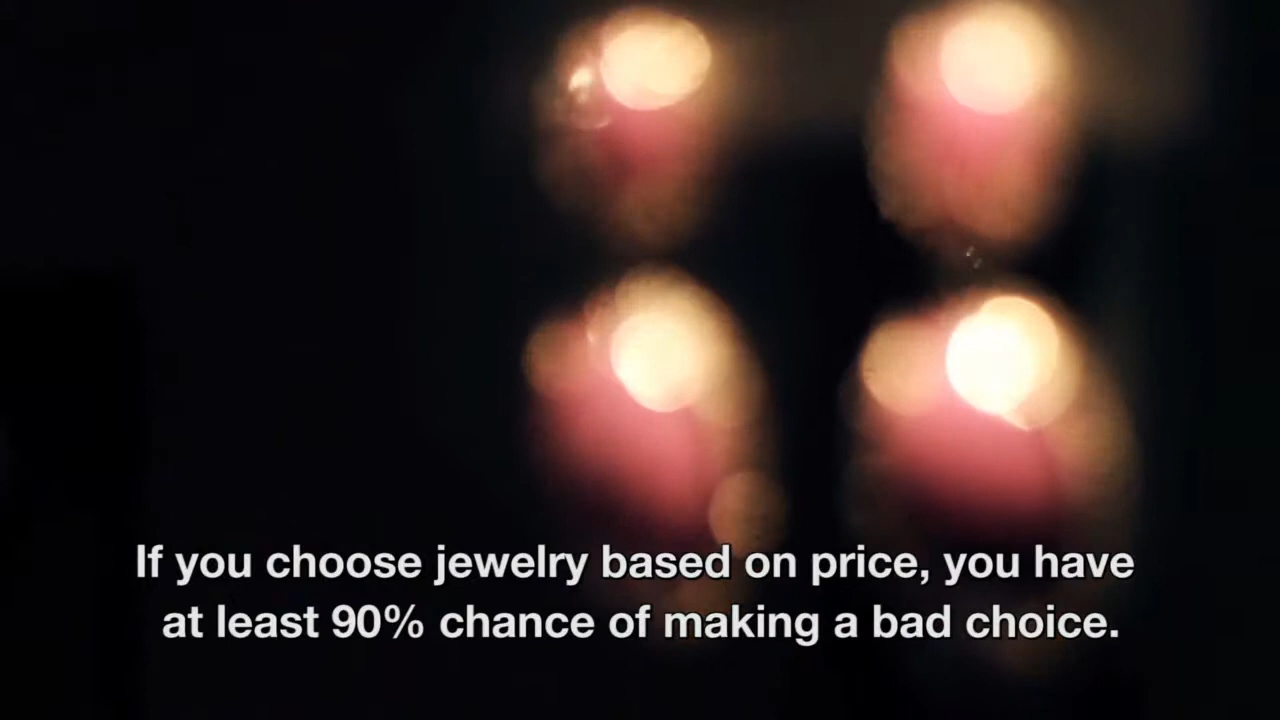 If you choose jewelry based on price, you have
at least 90% chance of making a bad choice.